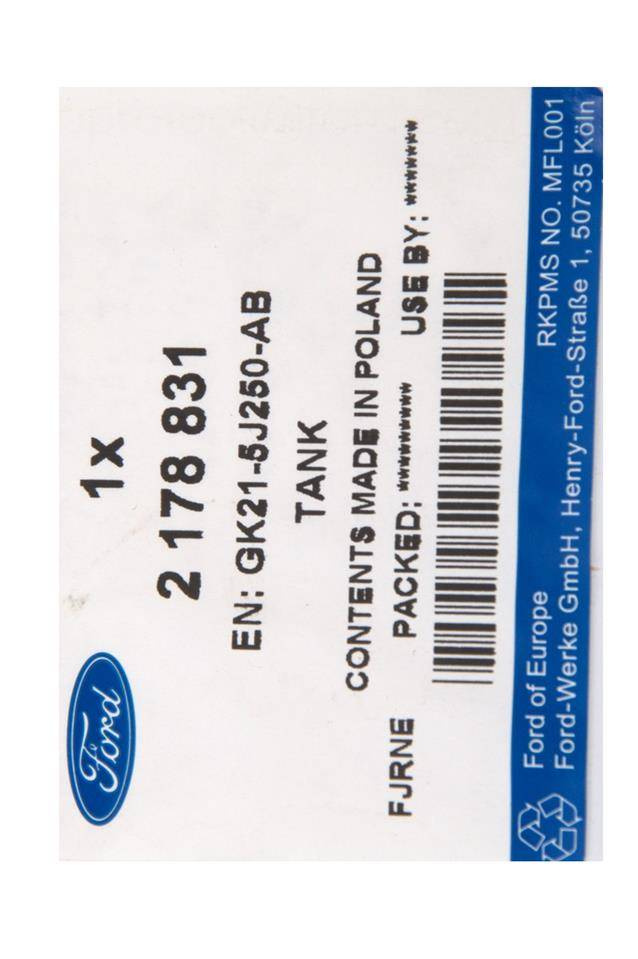 Ford
1x
2 178 831
EN: GK21-5J250-AB
TANK
CONTENTS MADE IN POLAND
FJRNE PACKED: ********* USE BY: *******
Ford of Europe RKPMS NO. MFL001
Ford-Werke GmbH, Henry-Ford-Straße 1, 50735 Köln